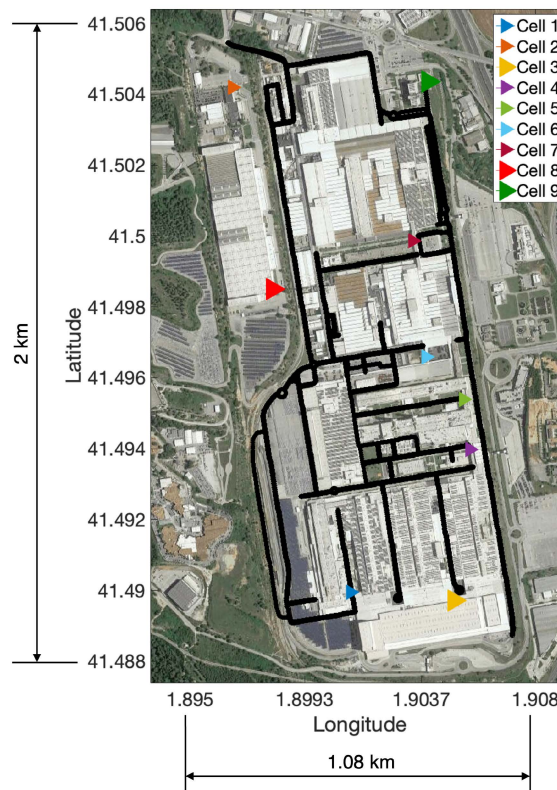 41.506
41.504
41.502
41.5
41.498
41.496
41.494
41.492
41.49
41.488
Latitude
2 km
Cell 1
Cell 2
Cell 3
Cell 4
Cell 5
Cell 6
Cell 7
Cell 8
Cell 9
1.895 1.8993 1.9037 1.908
Longitude
1.08 km